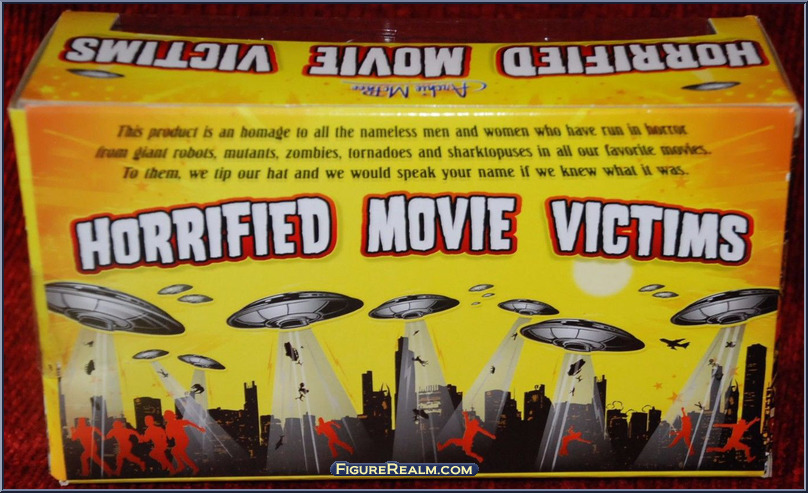 HORRIFIED MOVIE VICTIMS
Archie McPhee
This product is an homage to all the nameless men and women who have run in horror
from giant robots, mutants, zombies, tornadoes and sharktopuses in all our favorite movies.
To them, we tip our hat and we would speak your name if we knew what it was.
HORRIFIED MOVIE VICTIMS
FIGUREREALM.COM